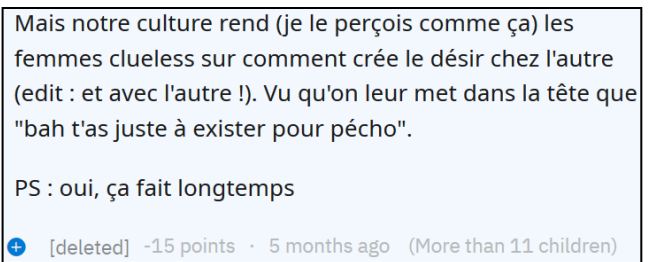 Mais notre culture rend (je le perçois comme ça) les
femmes clueless sur comment crée le désir chez l'autre
(edit : et avec l'autre !). Vu qu'on leur met dans la tête que
"bah t'as juste à exister pour pécho".
PS : oui, ça fait longtemps
[deleted] -15 points · 5 months ago (More than 11 children)